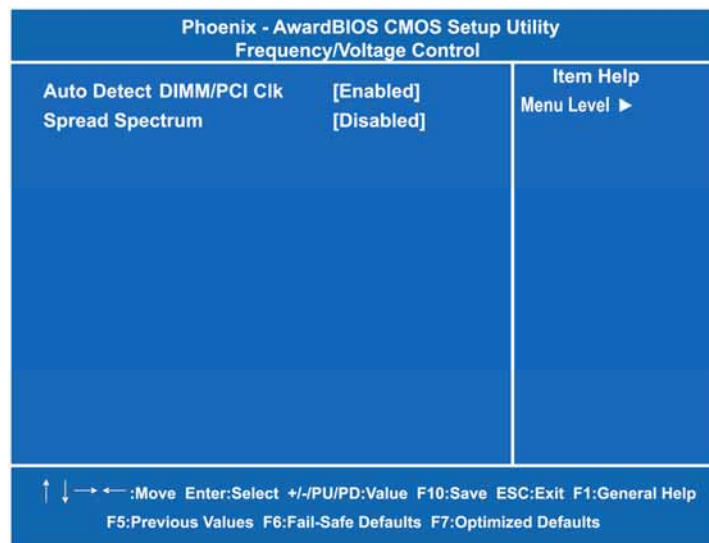 Phoenix - AwardBIOS CMOS Setup Utility
Frequency/Voltage Control
Auto Detect DIMM/PCI Clk [Enabled]
Spread Spectrum [Disabled]
Item Help
Menu Level ►
↑ ↓ → ← :Move Enter:Select +/-/PU/PD:Value F10:Save ESC:Exit F1:General Help
F5:Previous Values F6:Fail-Safe Defaults F7:Optimized Defaults